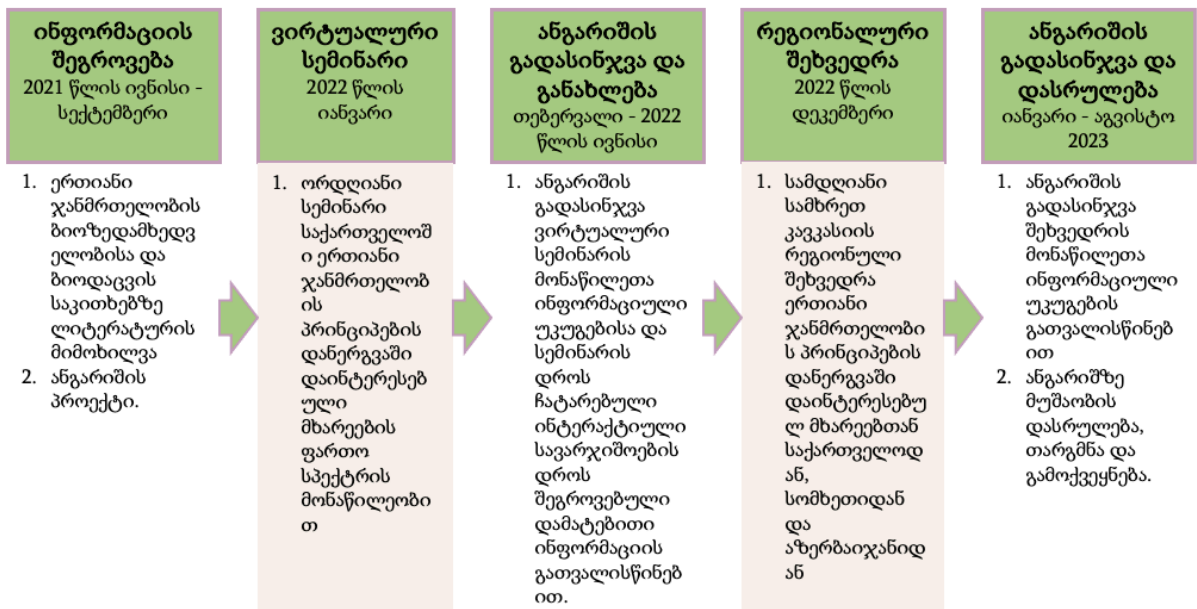 ინფორმაციის
შეგროვება
2021 წლის ივნისი -
სექტემბერი
1. ერთიანი
ჯანმრთელობის
ბიოზედამხედვ
ელობისა და
ბიოდაცვის
საკითხებზე
ლიტერატურის
მიმოხილვა
2. ანგარიშის
პროექტი.
ვირტუალური
სემინარი
2022 წლის
იანვარი
1. ორდღიანი
სემინარი
საქართველოშ
ი ერთიანი
ჯანმრთელობ
ის
პრინციპების
დანერგვაში
დაინტერესებ
ული
მხარეების
ფართო
სპექტრის
მონაწილეობი
თ
ანგარიშის
გადასინჯვა და
განახლება
თებერვალი - 2022
წლის ივნისი
1. ანგარიშის
გადასინჯვა
ვირტუალური
სემინარის
მონაწილეთა
ინფორმაციული
უკუგებისა და
სემინარის
დროს
ჩატარებული
ინტერაქტიული
სავარჯიშოების
დროს
შეგროვებული
დამატებითი
ინფორმაციის
გათვალისწინებ
ით.
რეგიონალური
შეხვედრა
2022 წლის
დეკემბერი
1. სამდღიანი
სამხრეთ
კავკასიის
რეგიონული
შეხვედრა
ერთიანი
ჯანმრთელობი
ს პრინციპების
დანერგვაში
დაინტერესებუ
ლ მხარეებთან
საქართველოდ
ან,
სომხეთიდან
და
აზერბაიჯანიდ
ან
ანგარიშის
გადასინჯვა და
დასრულება
იანვარი - აგვისტო
2023
1. ანგარიშის
გადასინჯვა
შეხვედრის
მონაწილეთა
ინფორმაციული
უკუგების
გათვალისწინებ
ით
2. ანგარიშზე
მუშაობის
დასრულება,
თარგმნა და
გამოქვეყნება.